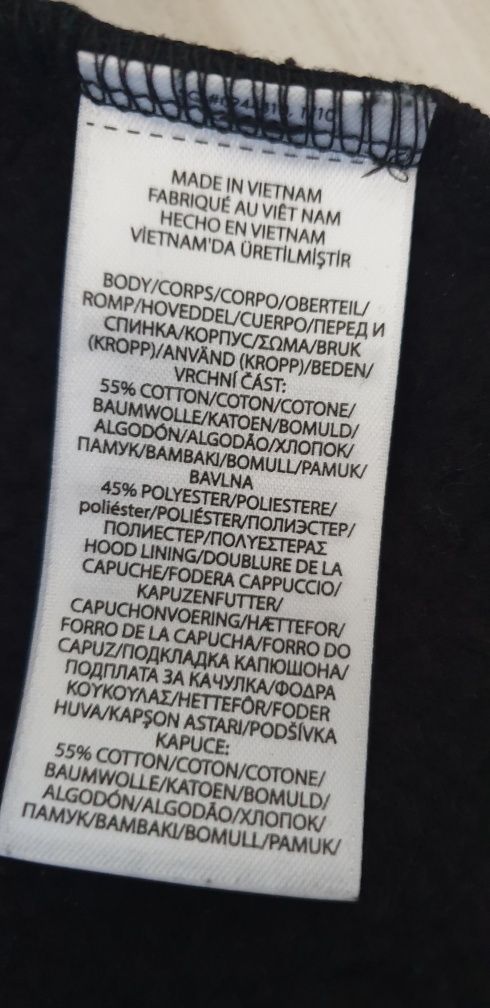 MADE IN VIETNAM
FABRIQUÉ AU VIÊT NAM
HECHO EN VIETNAM
VİETNAM'DA ÜRETİLMİŞTİR
BODY/CORPS/CORPO/OBERTEIL/
ROMP/HOVEDDEL/CUERPO/ПЕРЕД И
СПИНКА/КОРПУС/ΣΩΜΑ/BRUK
(KROPP)/ANVÄND (KROPP)/BEDEN/
VRCHNÍ ČÁST:
55% COTTON/COTON/COTONE/
BAUMWOLLE/KATOEN/BOMULD/
ALGODÓN/ALGODÃO/ХЛОПОК/
ПАМУК/ΒΑΜΒΑΚΙ/BOMULL/PAMUK/
BAVLNA
45% POLYESTER/POLIESTERE/
poliéster/POLIÉSTER/ПОЛИЭСТЕР/
ПОЛИЕСТЕР/ΠΟΛΥΕΣΤΕΡΑΣ
HOOD LINING/DOUBLURE DE LA
CAPUCHE/FODERA CAPPUCCIO/
KAPUZENFUTTER/
CAPUCHONVOERING/HÆTTEFOR/
FORRO DE LA CAPUCHA/FORRO DO
CAPUZ/ПОДКЛАДКА КАПЮШОНА/
ПОДПЛАТА ЗА КАЧУЛКА/ΦΟΔΡΑ
ΚΟΥΚΟΥΛΑΣ/HETTEFÔR/FODER
HUVA/KAPŞON ASTARI/PODŠÍVKA
KAPUCE:
55% COTTON/COTON/COTONE/
BAUMWOLLE/KATOEN/BOMULD/
ALGODÓN/ALGODÃO/ХЛОПОК/
ПАМУК/ΒΑΜΒΑΚΙ/BOMULL/PAMUK/